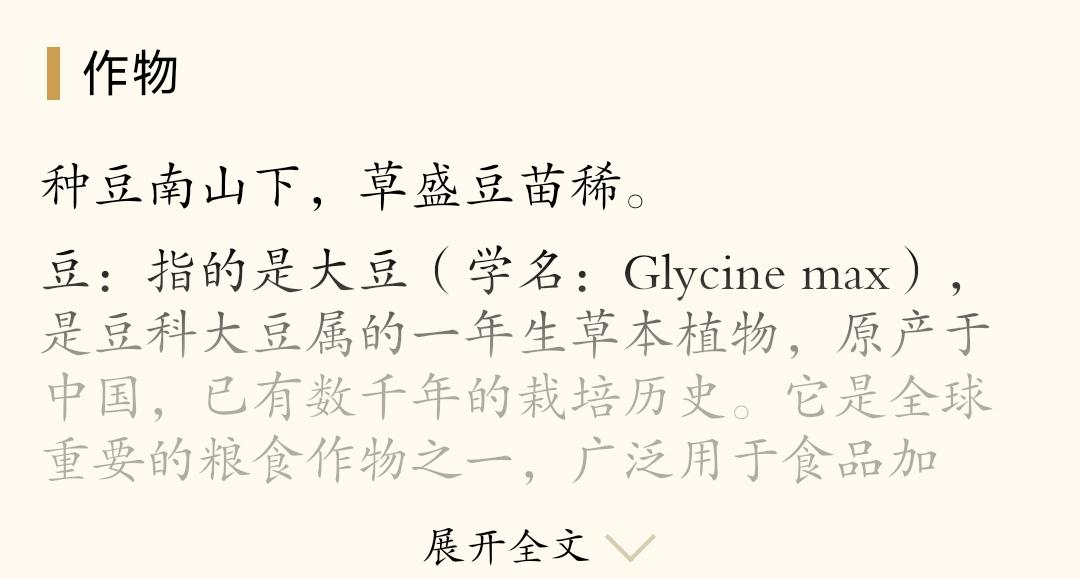 作物
种豆南山下，草盛豆苗稀。
豆：指的是大豆（学名：Glycine max），
是豆科大豆属的一年生草本植物，原产于
中国，已有数千年的栽培历史。它是全球
重要的粮食作物之一，广泛用于食品加
展开全文